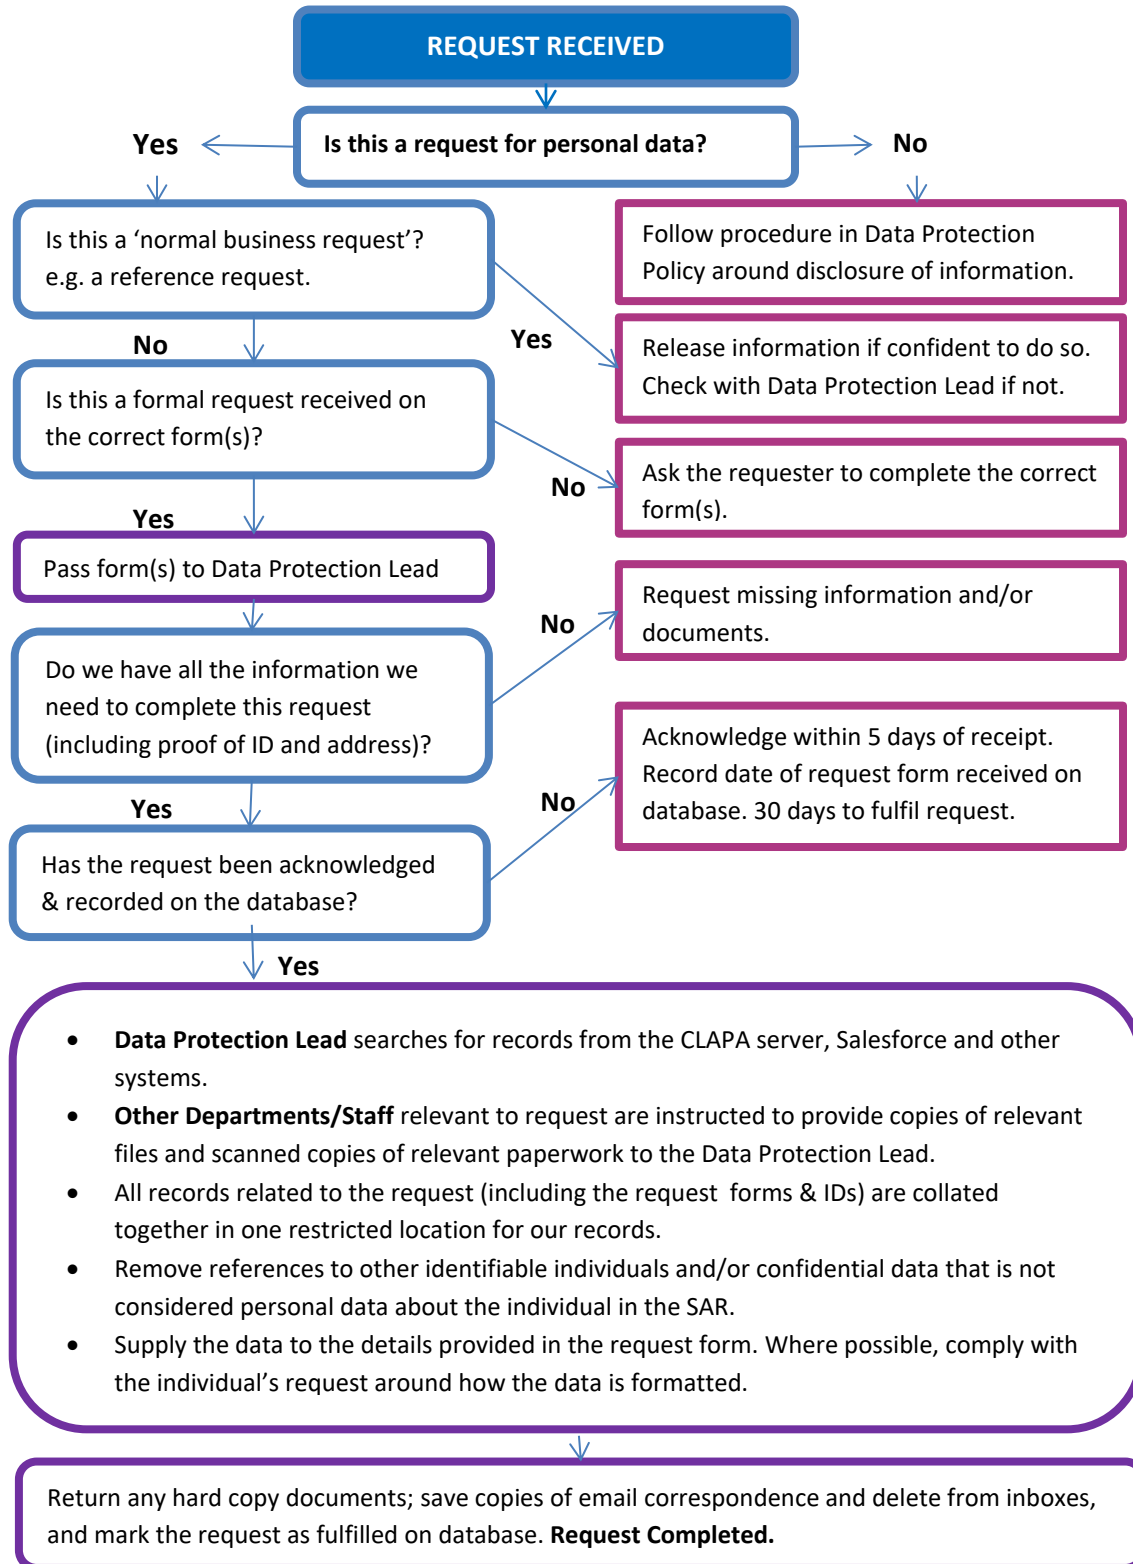 REQUEST RECEIVED
Is this a request for personal data?
Yes
No
Is this a ‘normal business request’?
e.g. a reference request.
Follow procedure in Data Protection
Policy around disclosure of information.
No
Yes
Release information if confident to do so.
Check with Data Protection Lead if not.
Is this a formal request received on
the correct form(s)?
No
Ask the requester to complete the correct
form(s).
Yes
Pass form(s) to Data Protection Lead
No
Request missing information and/or
documents.
Do we have all the information we
need to complete this request
(including proof of ID and address)?
Yes
No
Acknowledge within 5 days of receipt.
Record date of request form received on
database. 30 days to fulfil request.
Has the request been acknowledged
& recorded on the database?
Yes
• Data Protection Lead searches for records from the CLAPA server, Salesforce and other
systems.
• Other Departments/Staff relevant to request are instructed to provide copies of relevant
files and scanned copies of relevant paperwork to the Data Protection Lead.
• All records related to the request (including the request forms & IDs) are collated
together in one restricted location for our records.
• Remove references to other identifiable individuals and/or confidential data that is not
considered personal data about the individual in the SAR.
• Supply the data to the details provided in the request form. Where possible, comply with
the individual’s request around how the data is formatted.
Return any hard copy documents; save copies of email correspondence and delete from inboxes,
and mark the request as fulfilled on database. Request Completed.